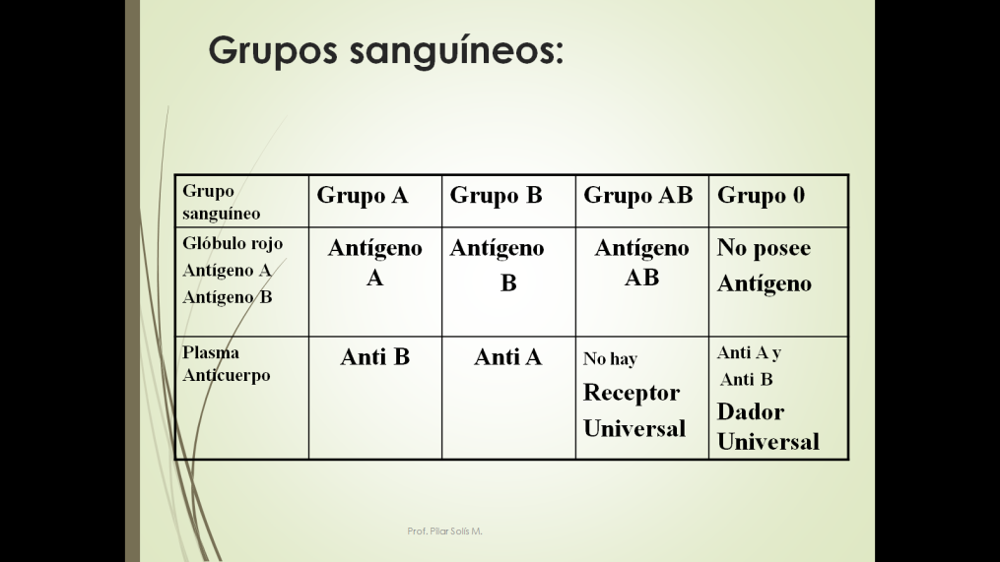 Grupos sanguíneos:
Grupo
sanguíneo
Grupo A
Grupo B
Grupo AB
Grupo 0
Glóbulo rojo
Antígeno A
Antígeno B
Antígeno
A
Antígeno
B
Antígeno
AB
No posee
Antígeno
Plasma
Anticuerpo
Anti B
Anti A
No hay
Receptor
Universal
Anti A y
Anti B
Dador
Universal
Prof. Pilar Solís M.